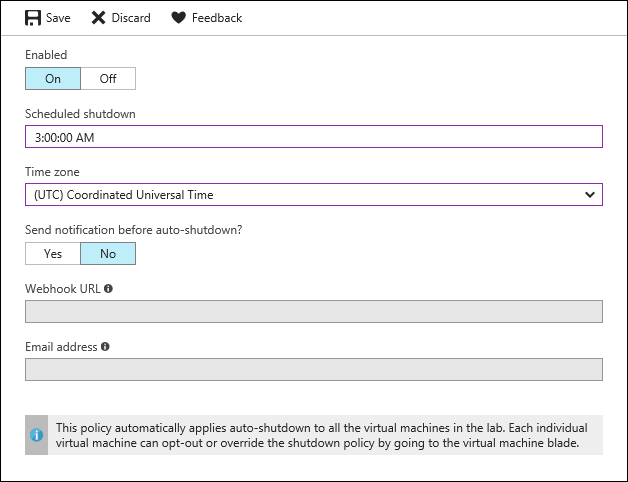 Save Discard Feedback
Enabled
On Off
Scheduled shutdown
3:00:00 AM
Time zone
(UTC) Coordinated Universal Time
Send notification before auto-shutdown?
Yes No
Webhook URL
Email address
This policy automatically applies auto-shutdown to all the virtual machines in the lab. Each individual
virtual machine can opt-out or override the shutdown policy by going to the virtual machine blade.